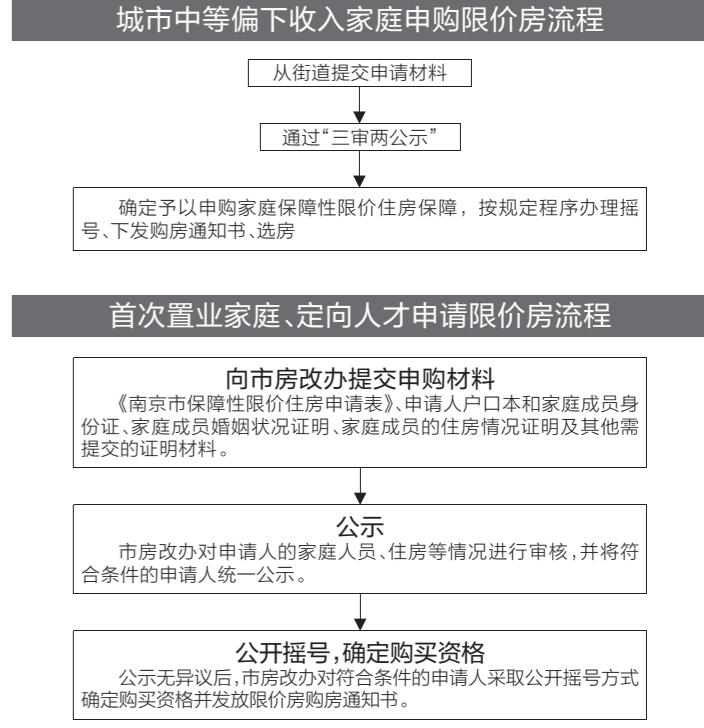 城市中等偏下收入家庭申购限价房流程
从街道提交申请材料
通过“三审两公示”
确定予以申购家庭保障性限价住房保障，按规定程序办理摇
号、下发购房通知书、选房
首次置业家庭、定向人才申请限价房流程
向市房改办提交申购材料
《南京市保障性限价住房申请表》、申请人户口本和家庭成员身
份证、家庭成员婚姻状况证明、家庭成员的住房情况证明及其他需
提交的证明材料。
公示
市房改办对申请人的家庭人员、住房等情况进行审核，并将符
合条件的申请人统一公示。
公开摇号，确定购买资格
公示无异议后，市房改办对符合条件的申请人采取公开摇号方式
确定购买资格并发放限价房购房通知书。